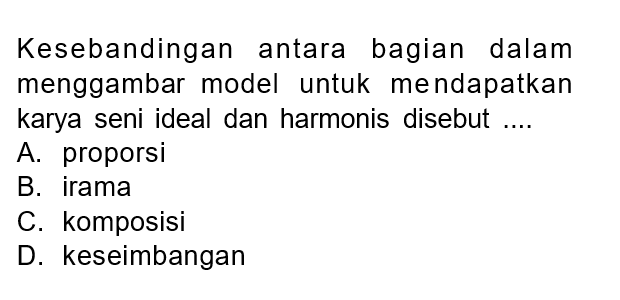 Kesebandingan antara bagian dalam
menggambar model untuk mendapatkan
karya seni ideal dan harmonis disebut ....
A. proporsi
B. irama
C. komposisi
D. keseimbangan